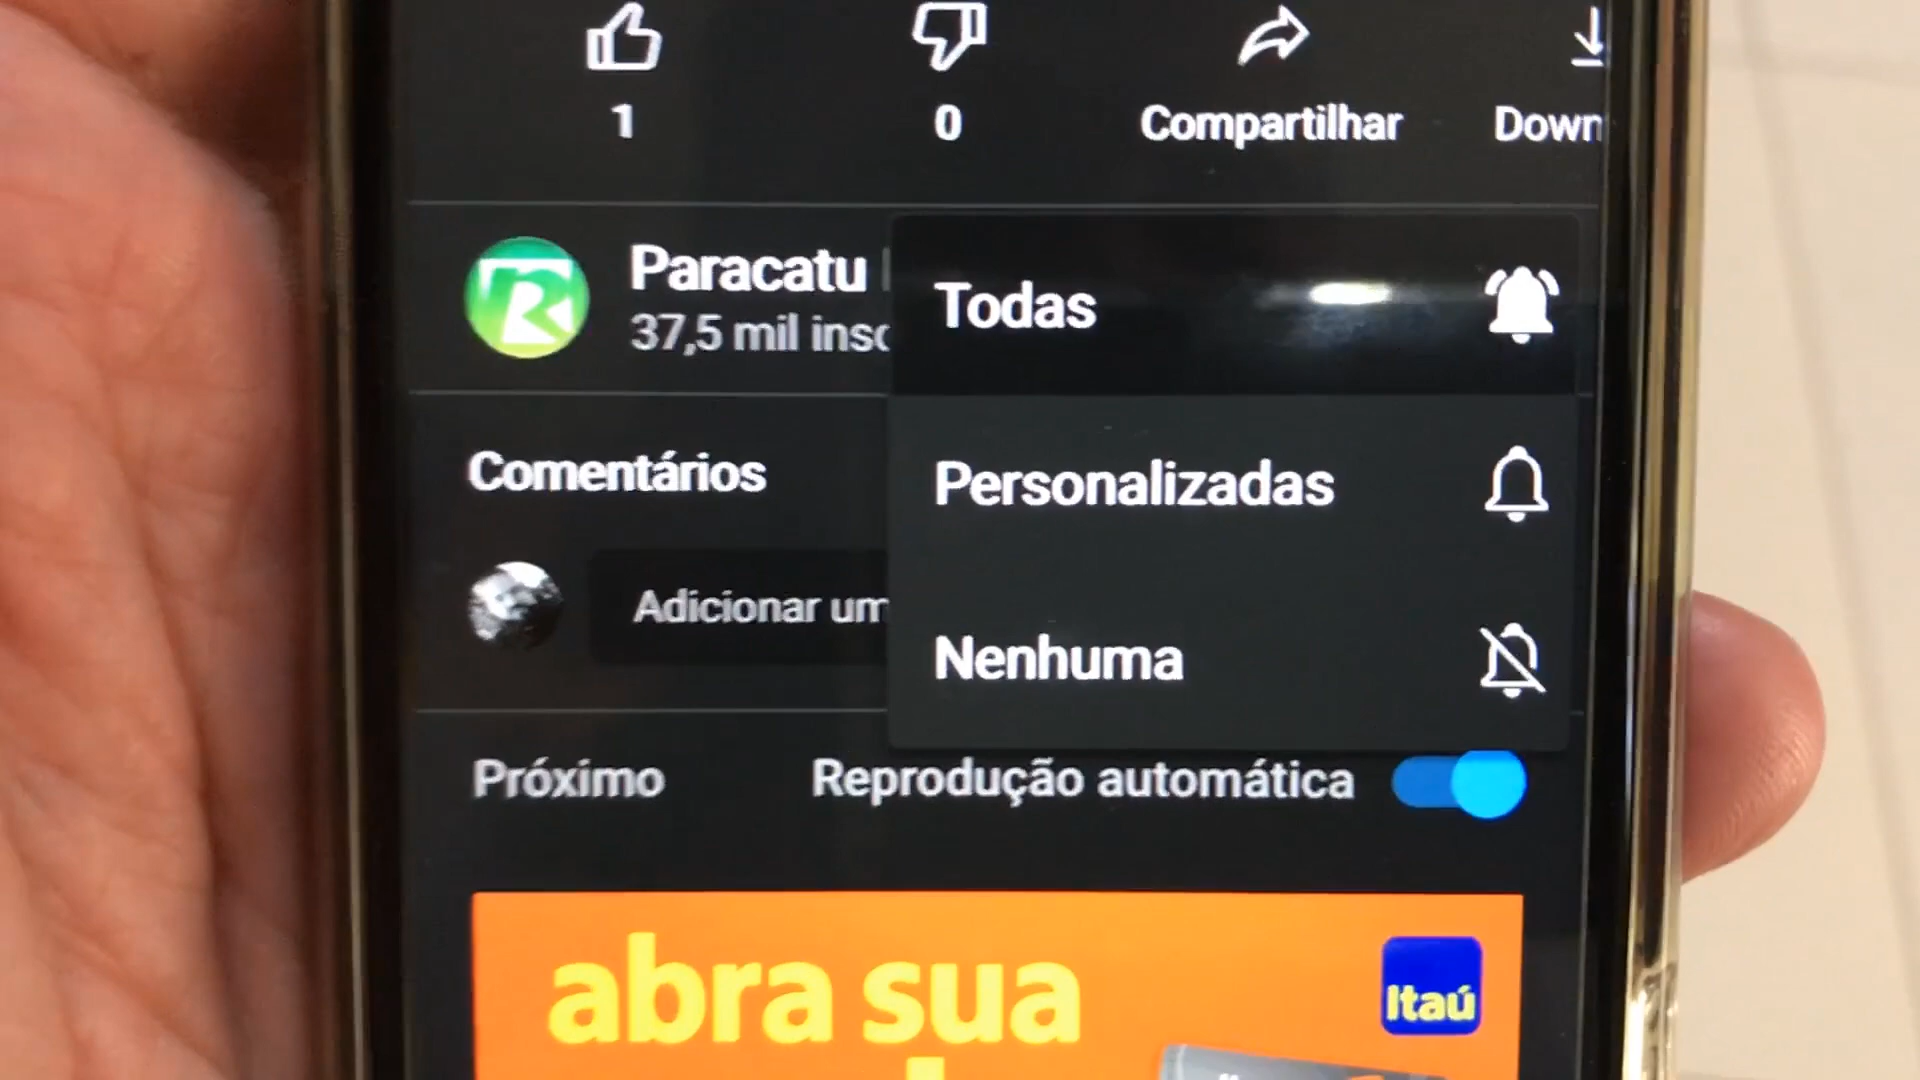 1
0
Compartilhar
Down
Paracatu
37,5 mil insc
Todas
Personalizadas
Nenhuma
Comentários
Adicionar um
Próximo
Reprodução automática
abra sua
Itaú